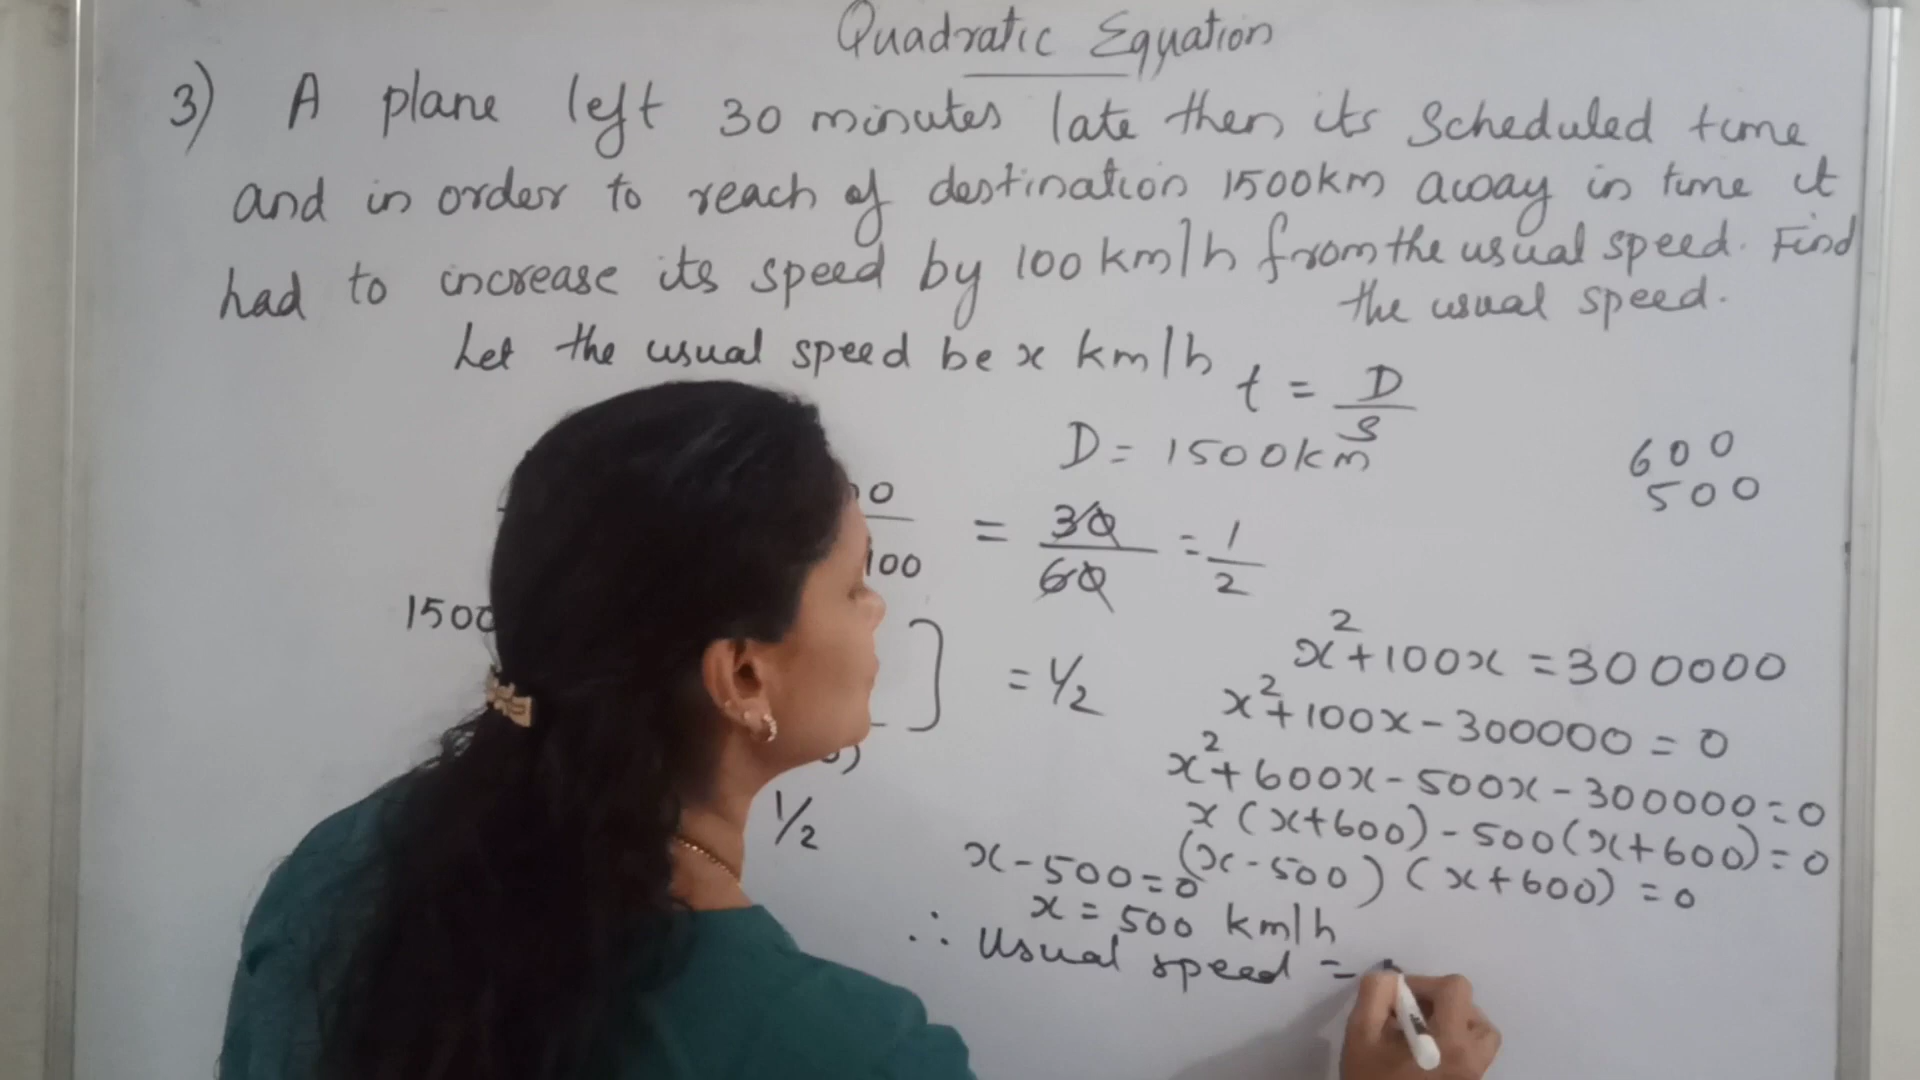 Quadratic Equation
3) A plane left 30 minutes late then its Scheduled time
and in order to reach of destination 1500km away in time it
had to increase its speed by 100 km/h from the usual speed. Find
the usual speed.
Let the usual speed be x km/h
t = D/S
D = 1500km
600
500
0/100 = 30/60 = 1/2
1500 ] = 1/2
1/2
x² + 100x = 300000
x² + 100x - 300000 = 0
x² + 600x - 500x - 300000 = 0
x (x+600) - 500 (x+600) = 0
(x-500) (x+600) = 0
x - 500 = 0
x = 500 km/h
∴ Usual speed =